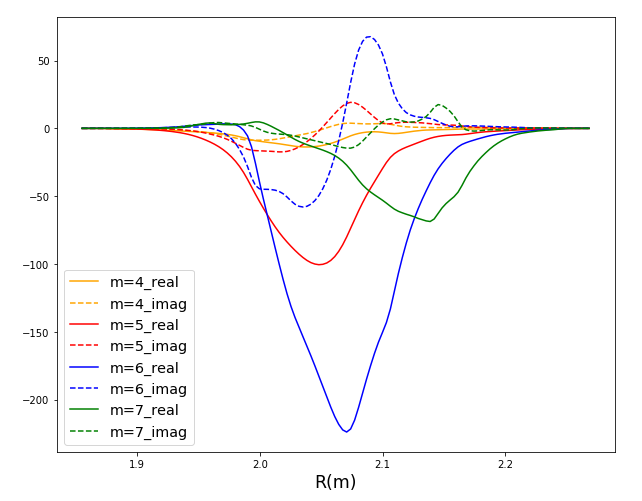 50
0
−50
−100
−150
−200
m=4_real
m=4_imag
m=5_real
m=5_imag
m=6_real
m=6_imag
m=7_real
m=7_imag
1.9 2.0 2.1 2.2
R(m)